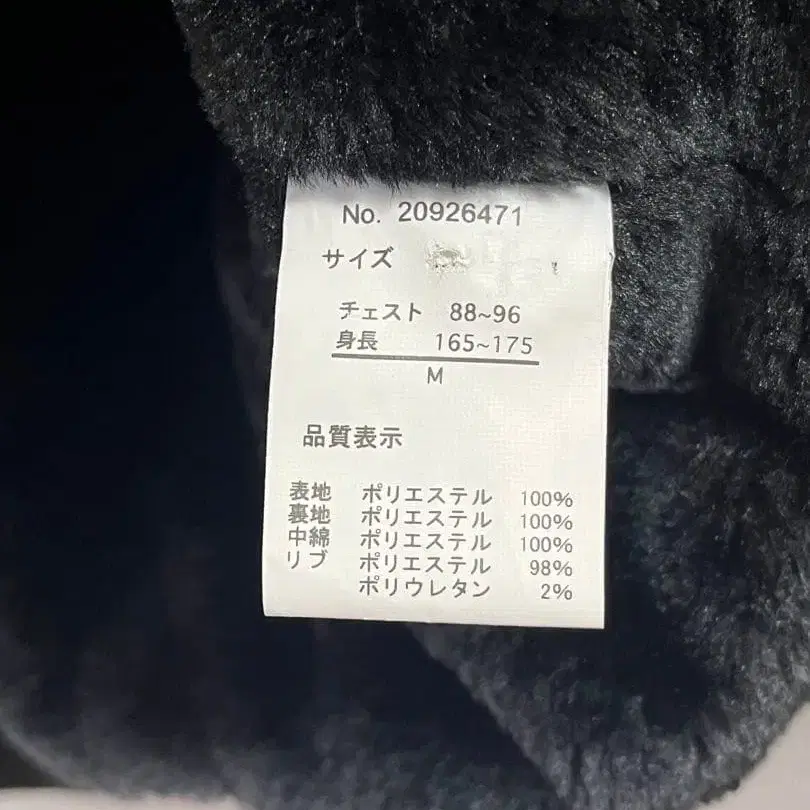 No. 20926471
サイズ
チェスト 88~96
身長 165~175
M
品質表示
表地 ポリエステル 100%
裏地 ポリエステル 100%
中綿 ポリエステル 100%
リブ ポリエステル 98%
ポリウレタン 2%